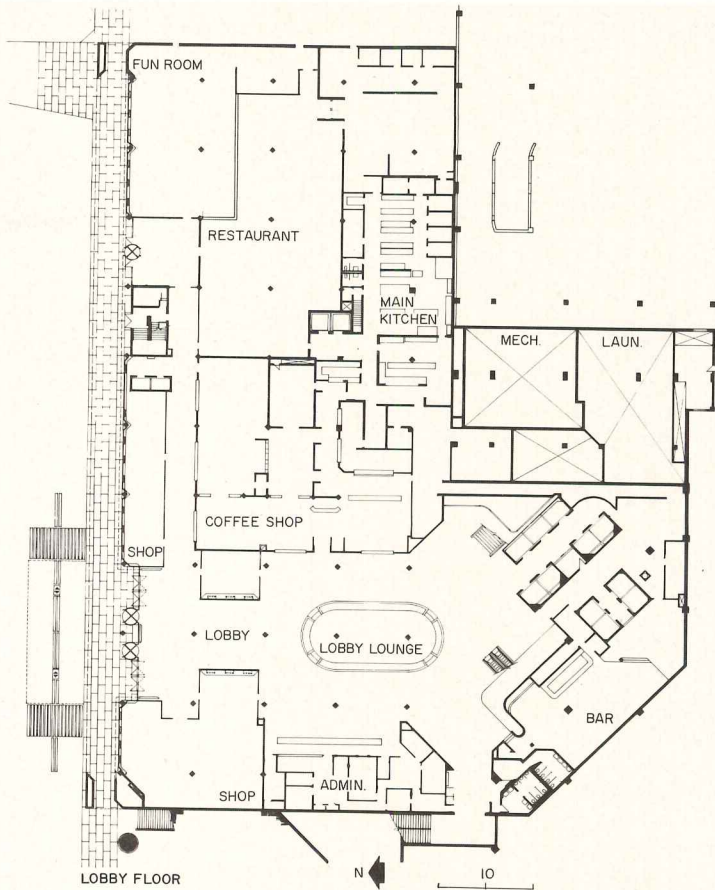 FUN ROOM
RESTAURANT
MAIN
KITCHEN
MECH.
LAUN.
COFFEE SHOP
SHOP
LOBBY
LOBBY LOUNGE
BAR
SHOP
ADMIN.
LOBBY FLOOR
N
10